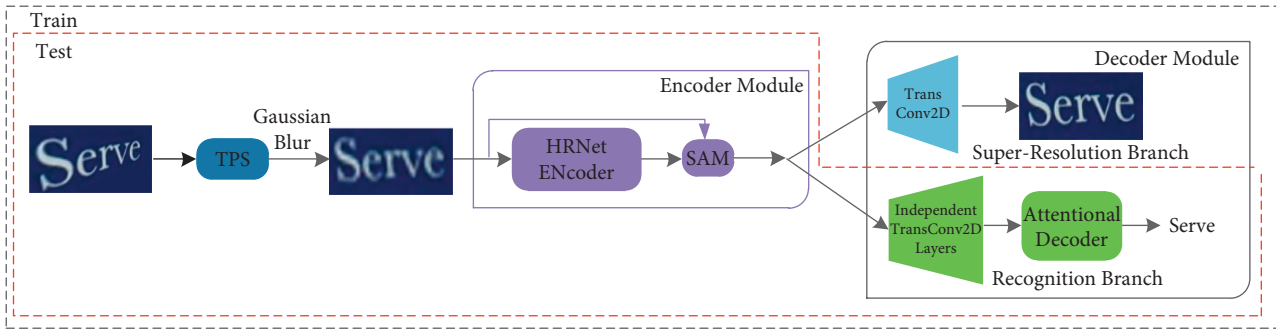 Train
Test
Serve
TPS
Gaussian
Blur
Serve
Encoder Module
HRNet
ENcoder
SAM
Decoder Module
Trans
Conv2D
Serve
Super-Resolution Branch
Independent
TransConv2D
Layers
Attentional
Decoder
Serve
Recognition Branch